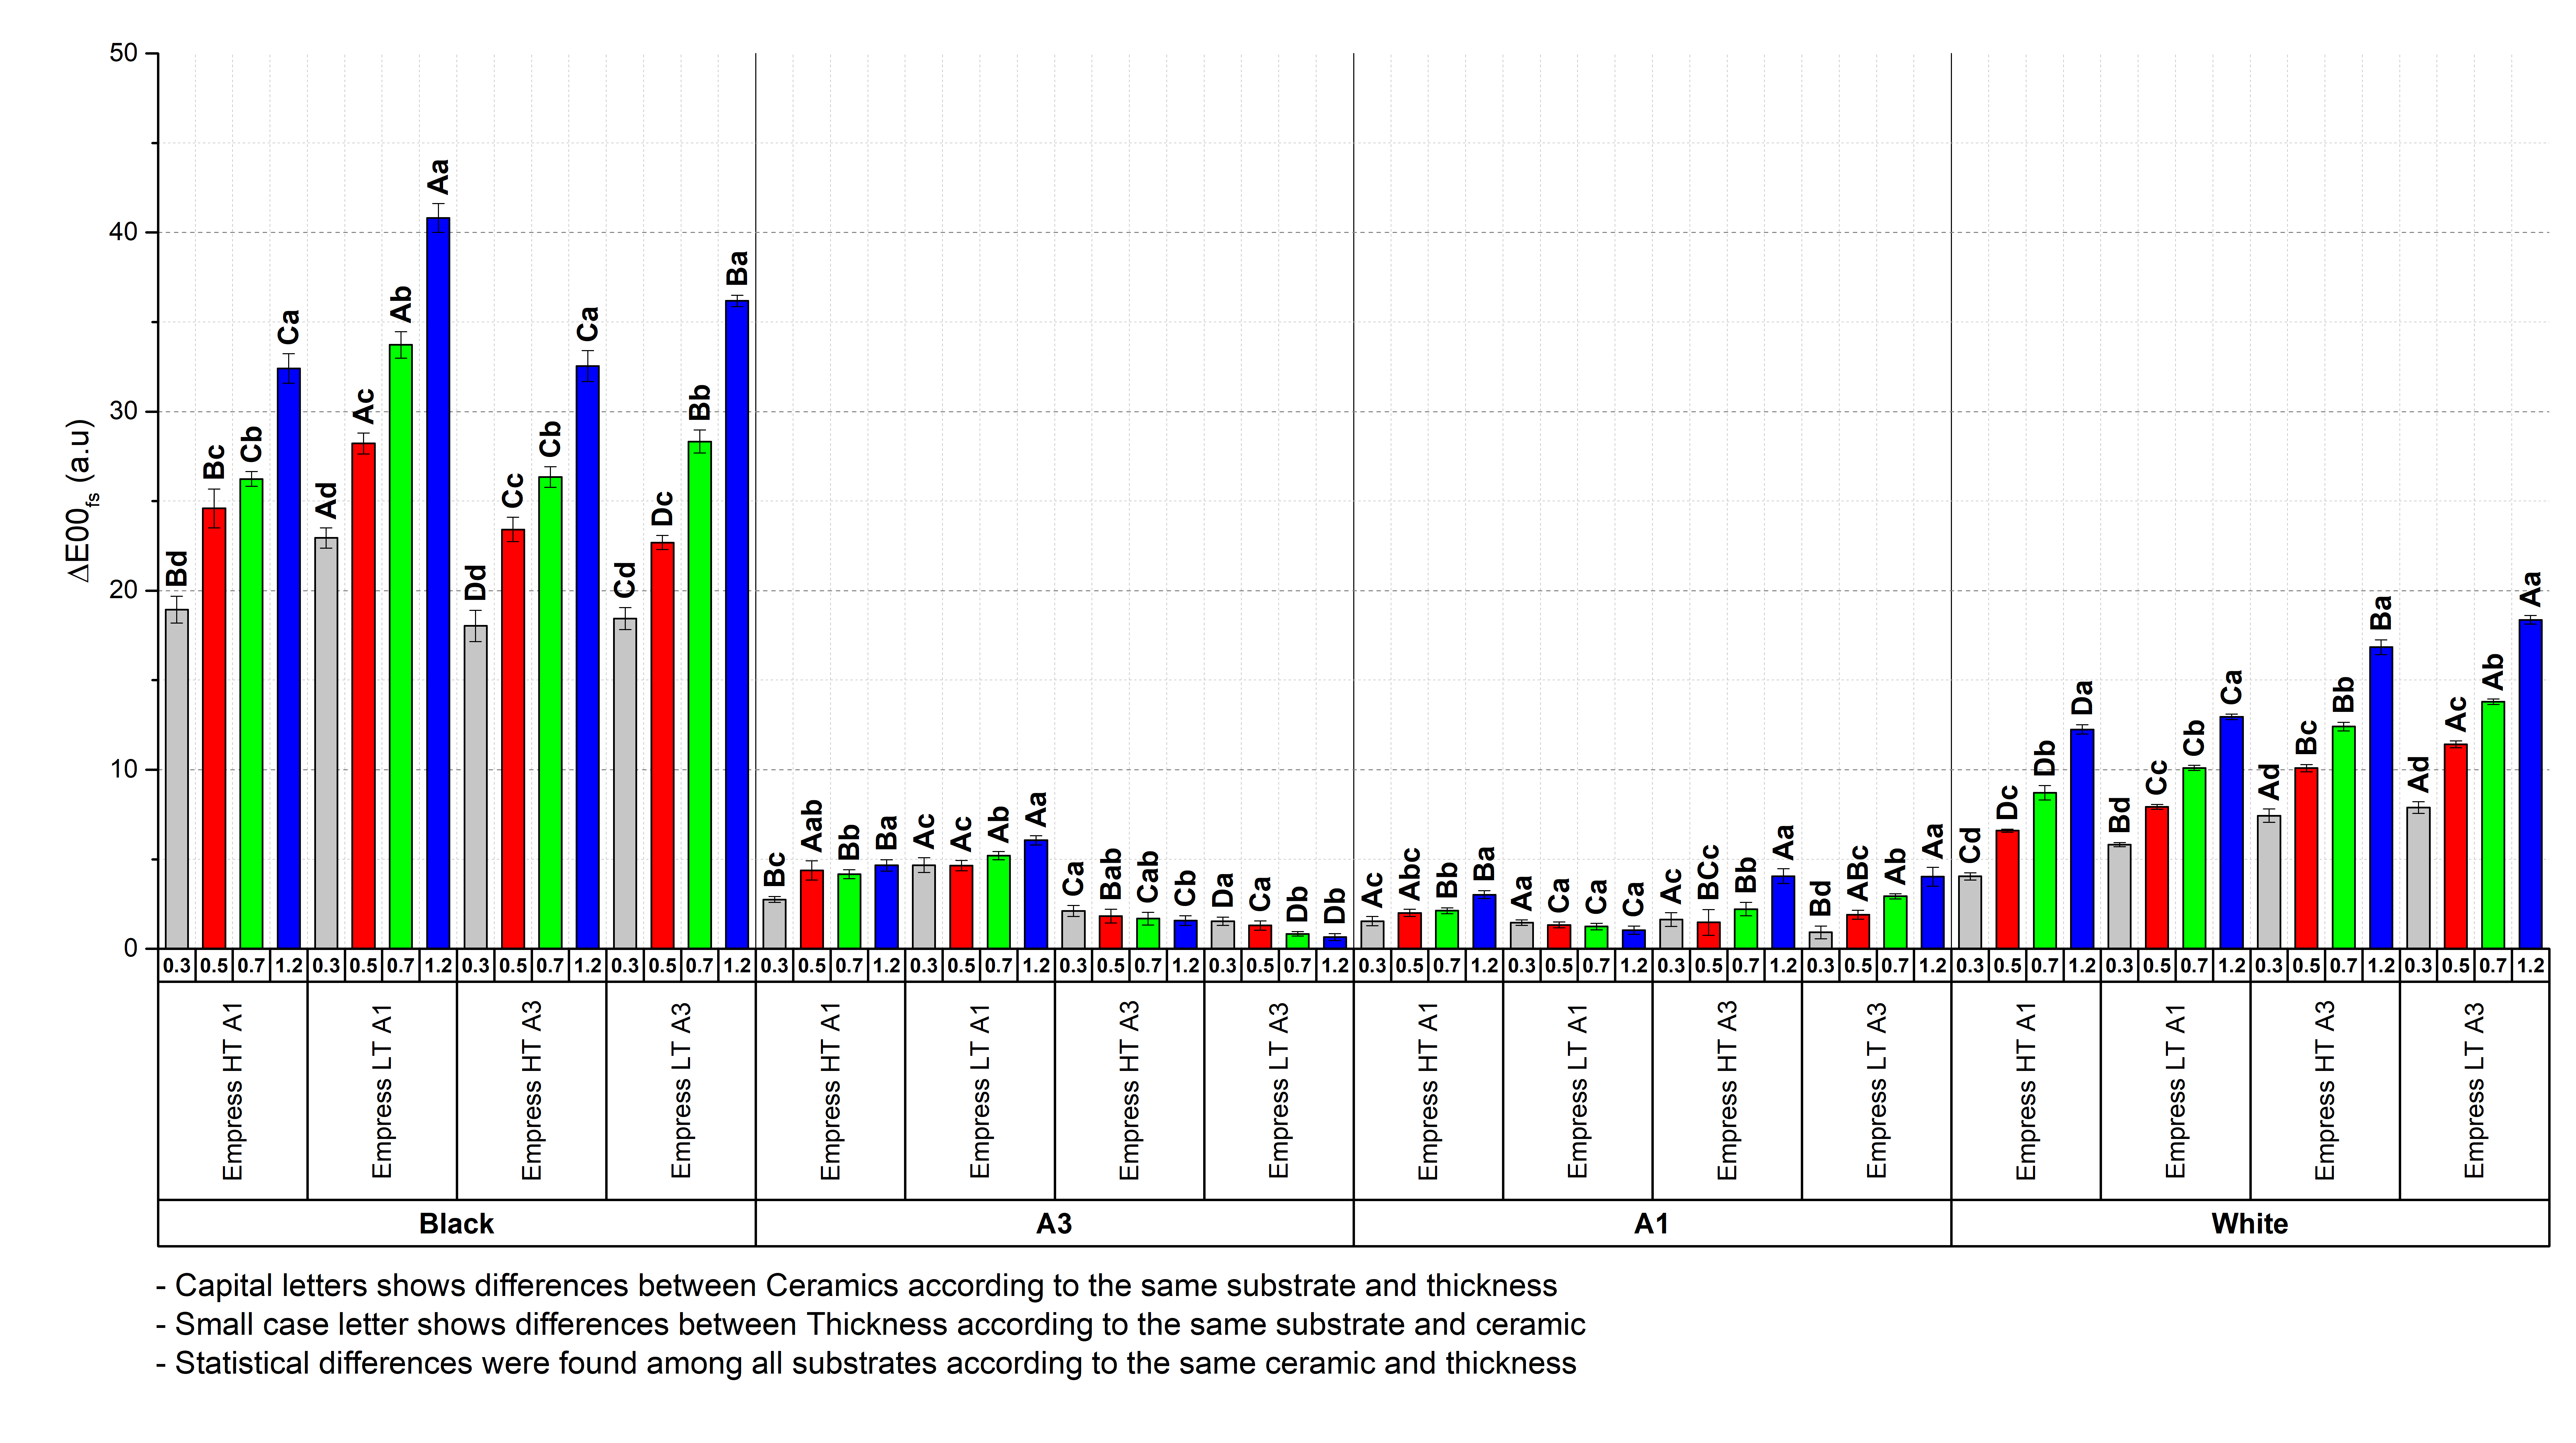 50
40
30
20
10
0
ΔE00fs (a.u)
Bd Bc Cb Ca Ad Ac Ab Aa Dd Cc Cb Ca Cd Dc Bb Ba
Bc Aab Bb Ba Ac Ac Ab Aa Ca Bab Cab Cb Da Ca Db Db
Ac Abc Bb Ba Aa Ca Ca Ca Ac BCc Bb Aa Bd ABc Ab Aa
Cd Dc Db Da Bd Cc Cb Ca Ad Bc Bb Ba Ad Ac Ab Aa
0.3 0.5 0.7 1.2 0.3 0.5 0.7 1.2 0.3 0.5 0.7 1.2 0.3 0.5 0.7 1.2 0.3 0.5 0.7 1.2 0.3 0.5 0.7 1.2 0.3 0.5 0.7 1.2 0.3 0.5 0.7 1.2 0.3 0.5 0.7 1.2 0.3 0.5 0.7 1.2 0.3 0.5 0.7 1.2 0.3 0.5 0.7 1.2 0.3 0.5 0.7 1.2 0.3 0.5 0.7 1.2 0.3 0.5 0.7 1.2 0.3 0.5 0.7 1.2
Empress HT A1
Empress LT A1
Empress HT A3
Empress LT A3
Empress HT A1
Empress LT A1
Empress HT A3
Empress LT A3
Empress HT A1
Empress LT A1
Empress HT A3
Empress LT A3
Empress HT A1
Empress LT A1
Empress HT A3
Empress LT A3
Black A3 A1 White
- Capital letters shows differences between Ceramics according to the same substrate and thickness
- Small case letter shows differences between Thickness according to the same substrate and ceramic
- Statistical differences were found among all substrates according to the same ceramic and thickness